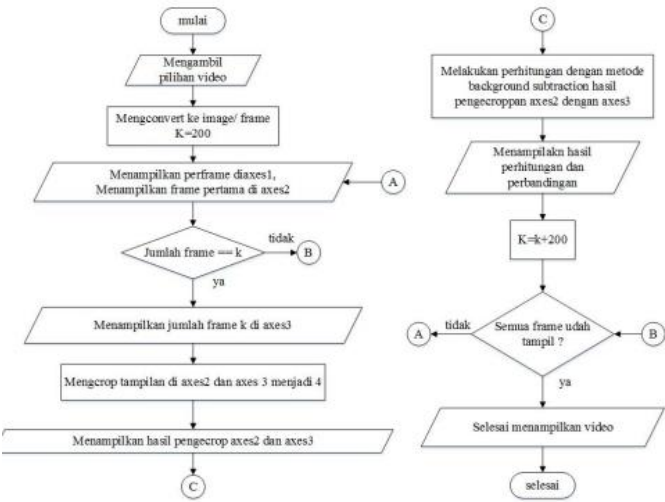 mulai
Mengambil
pilihan video
Mengconvert ke image/ frame
K=200
Menampilkan perframe diaxes1,
Menampilkan frame pertama di axes2
A
Jumlah frame == k
tidak
B
ya
Menampilkan jumlah frame k di axes3
Mengcrop tampilan di axes2 dan axes 3 menjadi 4
Menampilkan hasil pengecrop axes2 dan axes3
C
C
Melakukan perhitungan dengan metode
background subtraction hasil
pengecroppan axes2 dengan axes3
Menampilakn hasil
perhitungan dan
perbandingan
K=k+200
A
tidak
Semua frame udah
tampil ?
B
ya
Selesai menampilkan video
selesai